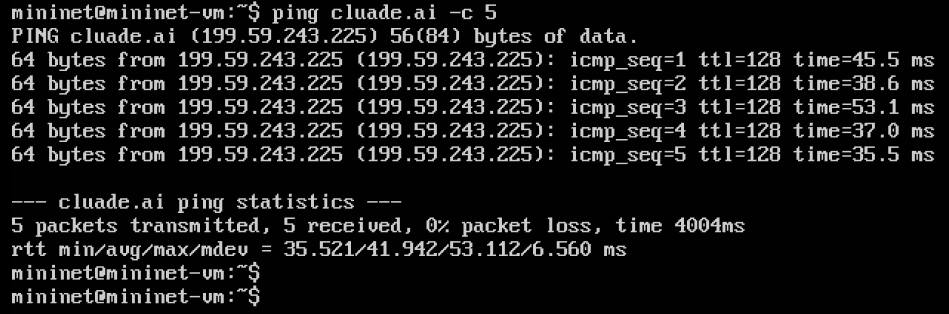 mininet@mininet-vm:~$ ping cluade.ai -c 5
PING cluade.ai (199.59.243.225) 56(84) bytes of data.
64 bytes from 199.59.243.225 (199.59.243.225): icmp_seq=1 ttl=128 time=45.5 ms
64 bytes from 199.59.243.225 (199.59.243.225): icmp_seq=2 ttl=128 time=38.6 ms
64 bytes from 199.59.243.225 (199.59.243.225): icmp_seq=3 ttl=128 time=53.1 ms
64 bytes from 199.59.243.225 (199.59.243.225): icmp_seq=4 ttl=128 time=37.0 ms
64 bytes from 199.59.243.225 (199.59.243.225): icmp_seq=5 ttl=128 time=35.5 ms

--- cluade.ai ping statistics ---
5 packets transmitted, 5 received, 0% packet loss, time 4004ms
rtt min/avg/max/mdev = 35.521/41.942/53.112/6.560 ms
mininet@mininet-vm:~$
mininet@mininet-vm:~$